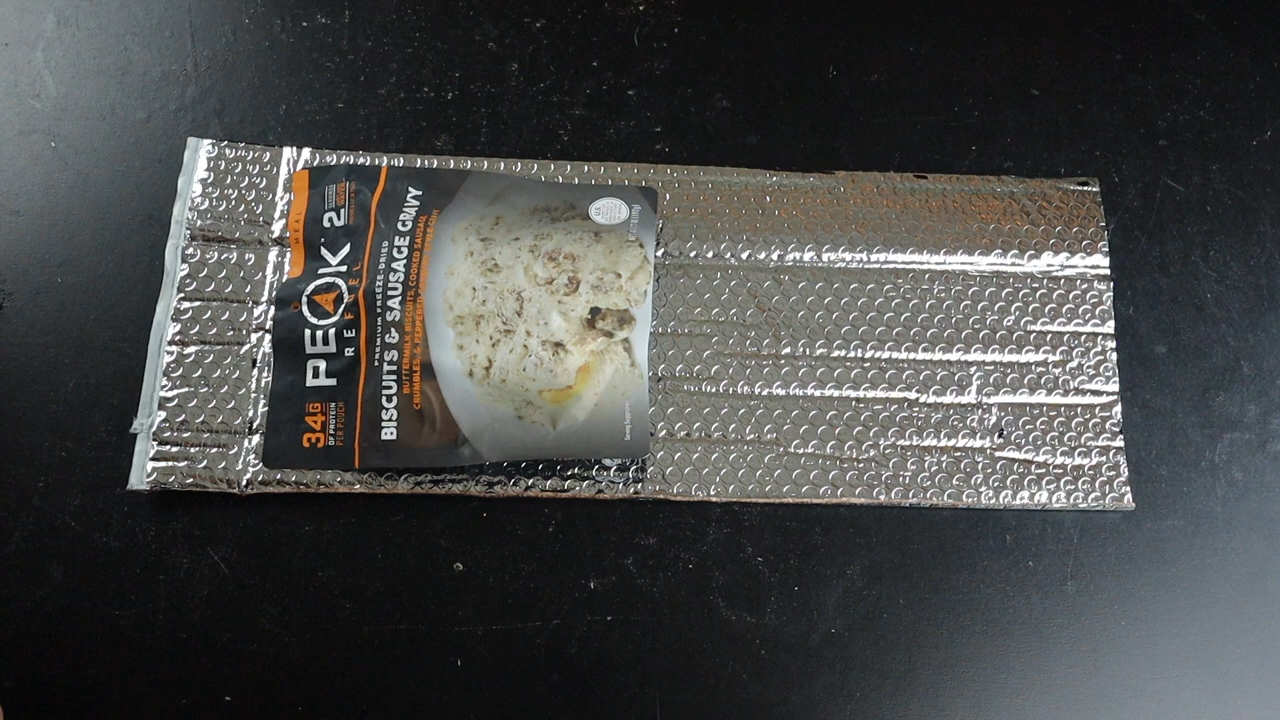 MEAL
PEAK
REFUEL
2
34G
OF PROTEIN
PER POUCH
PREMIUM FREEZE-DRIED
BISCUITS & SAUSAGE GRAVY
BUTTERMILK BISCUITS, COOKED SAUSAGE
CRUMBLES, & PEPPERED